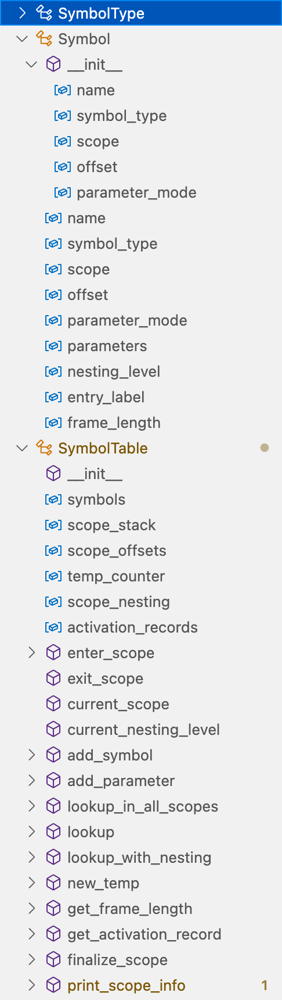 SymbolType
Symbol
__init__
name
symbol_type
scope
offset
parameter_mode
name
symbol_type
scope
offset
parameter_mode
parameters
nesting_level
entry_label
frame_length
SymbolTable
__init__
symbols
scope_stack
scope_offsets
temp_counter
scope_nesting
activation_records
enter_scope
exit_scope
current_scope
current_nesting_level
add_symbol
add_parameter
lookup_in_all_scopes
lookup
lookup_with_nesting
new_temp
get_frame_length
get_activation_record
finalize_scope
print_scope_info 1